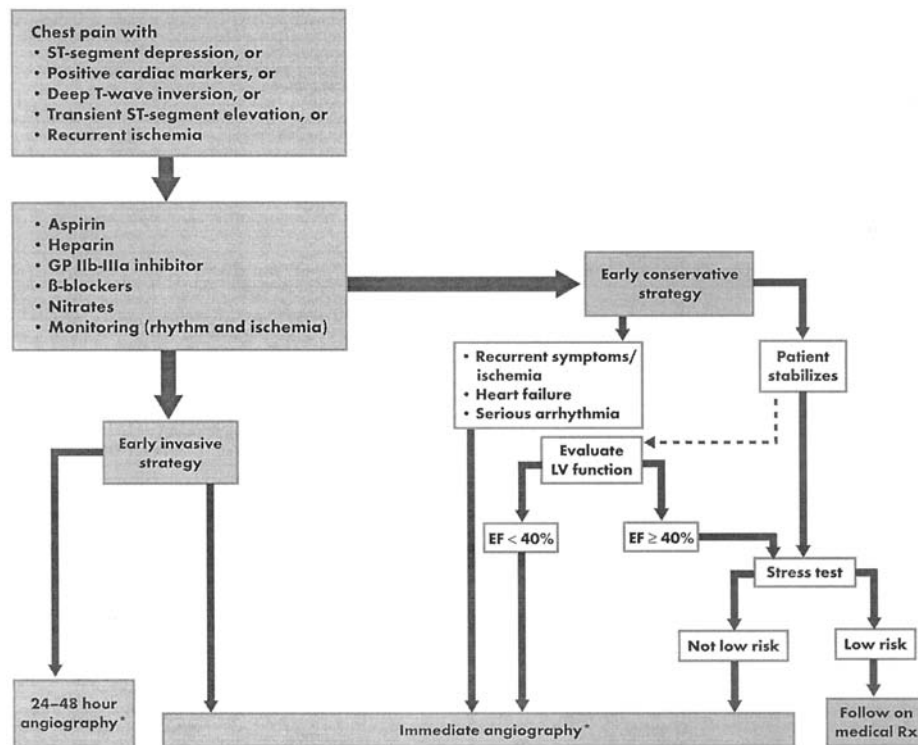 Chest pain with
• ST-segment depression, or
• Positive cardiac markers, or
• Deep T-wave inversion, or
• Transient ST-segment elevation, or
• Recurrent ischemia
• Aspirin
• Heparin
• GP IIb-IIIa inhibitor
• ß-blockers
• Nitrates
• Monitoring (rhythm and ischemia)
Early conservative
strategy
• Recurrent symptoms/
ischemia
• Heart failure
• Serious arrhythmia
Patient
stabilizes
Early invasive
strategy
Evaluate
LV function
EF < 40%
EF ≥ 40%
Stress test
Not low risk
Low risk
24–48 hour
angiography*
Immediate angiography*
Follow on
medical Rx